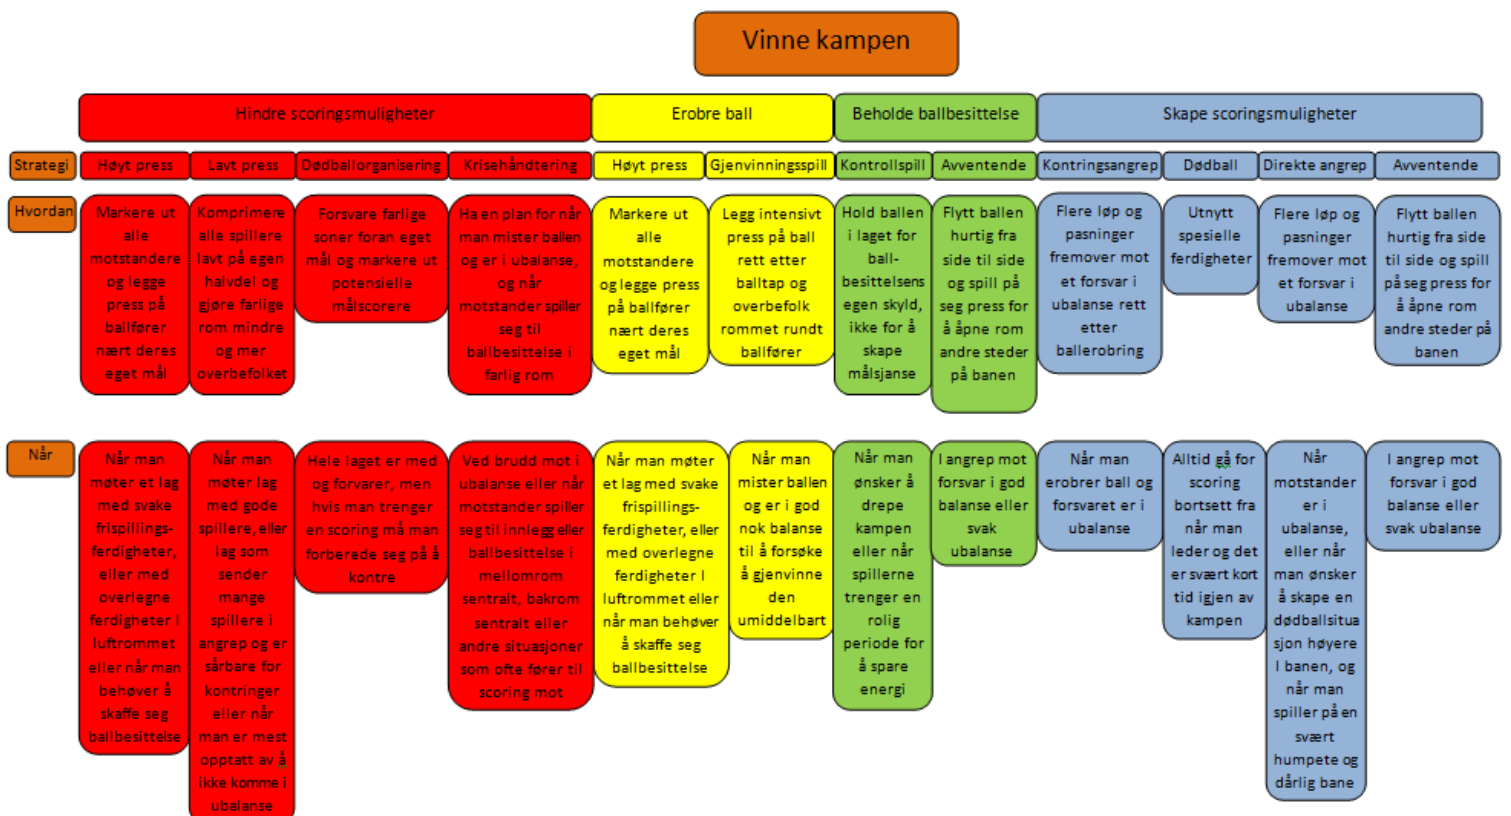 Vinne kampen
Hindre scoringsmuligheter
Erobre ball
Beholde ballbesittelse
Skape scoringsmuligheter
Strategi
Høyt press
Lavt press
Dødballorganisering
Krisehåndtering
Høyt press
Gjenvinningsspill
Kontrollspill
Avventende
Kontringsangrep
Dødball
Direkte angrep
Avventende
Hvordan
Markere ut
alle
motstandere
og legge
press på
ballfører
nært deres
eget mål
Komprimere
alle spillere
lavt på egen
halvdel og
gjøre farlige
rom mindre
og mer
overbefolket
Forsvare farlige
soner foran eget
mål og markere ut
potensielle
målscorere
Ha en plan for når
man mister ballen
og er i ubalanse,
og når
motstander spiller
seg til
ballbesittelse i
farlig rom
Markere ut
alle
motstandere
og legge press
på ballfører
nært deres
eget mål
Legg intensivt
press på ball
rett etter
balltap og
overbefolk
rommet rundt
ballfører
Hold ballen
i laget for
ball-
besittelsens
egen skyld,
ikke for å
skape
målsjanse
Flytt ballen
hurtig fra
side til side
og spill på
seg press for
å åpne rom
andre steder
på banen
Flere løp og
pasninger
fremover mot
et forsvar i
ubalanse rett
etter
ballerobring
Utnytt
spesielle
ferdigheter
Flere løp og
pasninger
fremover mot
et forsvar i
ubalanse
Flytt ballen
hurtig fra side
til side og spill
på seg press for
å åpne rom
andre steder på
banen
Når
Når man
møter et lag
med svake
frispillings-
ferdigheter,
eller med
overlegne
ferdigheter I
luftrommet
eller når man
behøver å
skaffe seg
ballbesittelse
Når man
møter lag
med gode
spillere, eller
lag som
sender
mange
spillere i
angrep og er
sårbare for
kontringer
eller når
man er mest
opptatt av å
ikke komme i
ubalanse
Hele laget er med
og forvarer, men
hvis man trenger
en scoring må man
forberede seg på å
kontre
Ved brudd mot i
ubalanse eller når
motstander spiller
seg til innlegg eller
ballbesittelse i
mellomrom
sentralt, bakrom
sentralt eller
andre situasjoner
som ofte fører til
scoring mot
Når man møter
et lag med svake
frispillings-
ferdigheter, eller
med overlegne
ferdigheter I
luftrommet eller
når man behøver
å skaffe seg
ballbesittelse
Når man
mister ballen
og er i god
nok balanse
til å forsøke
å gjenvinne
den
umiddelbart
Når man
ønsker å
drepe
kampen
eller når
spillerne
trenger en
rolig
periode for
å spare
energi
I angrep mot
forsvar i god
balanse eller
svak
ubalanse
Når man
erobrer ball og
forsvaret er i
ubalanse
Alltid gå for
scoring
bortsett fra
når man
leder og det
er svært kort
tid igjen av
kampen
Når
motstander
er i
ubalanse,
eller når
man ønsker
å skape en
dødballsitua
sjon høyere
I banen, og
når man
spiller på en
svært
humpete og
dårlig bane
I angrep mot
forsvar i god
balanse eller
svak ubalanse